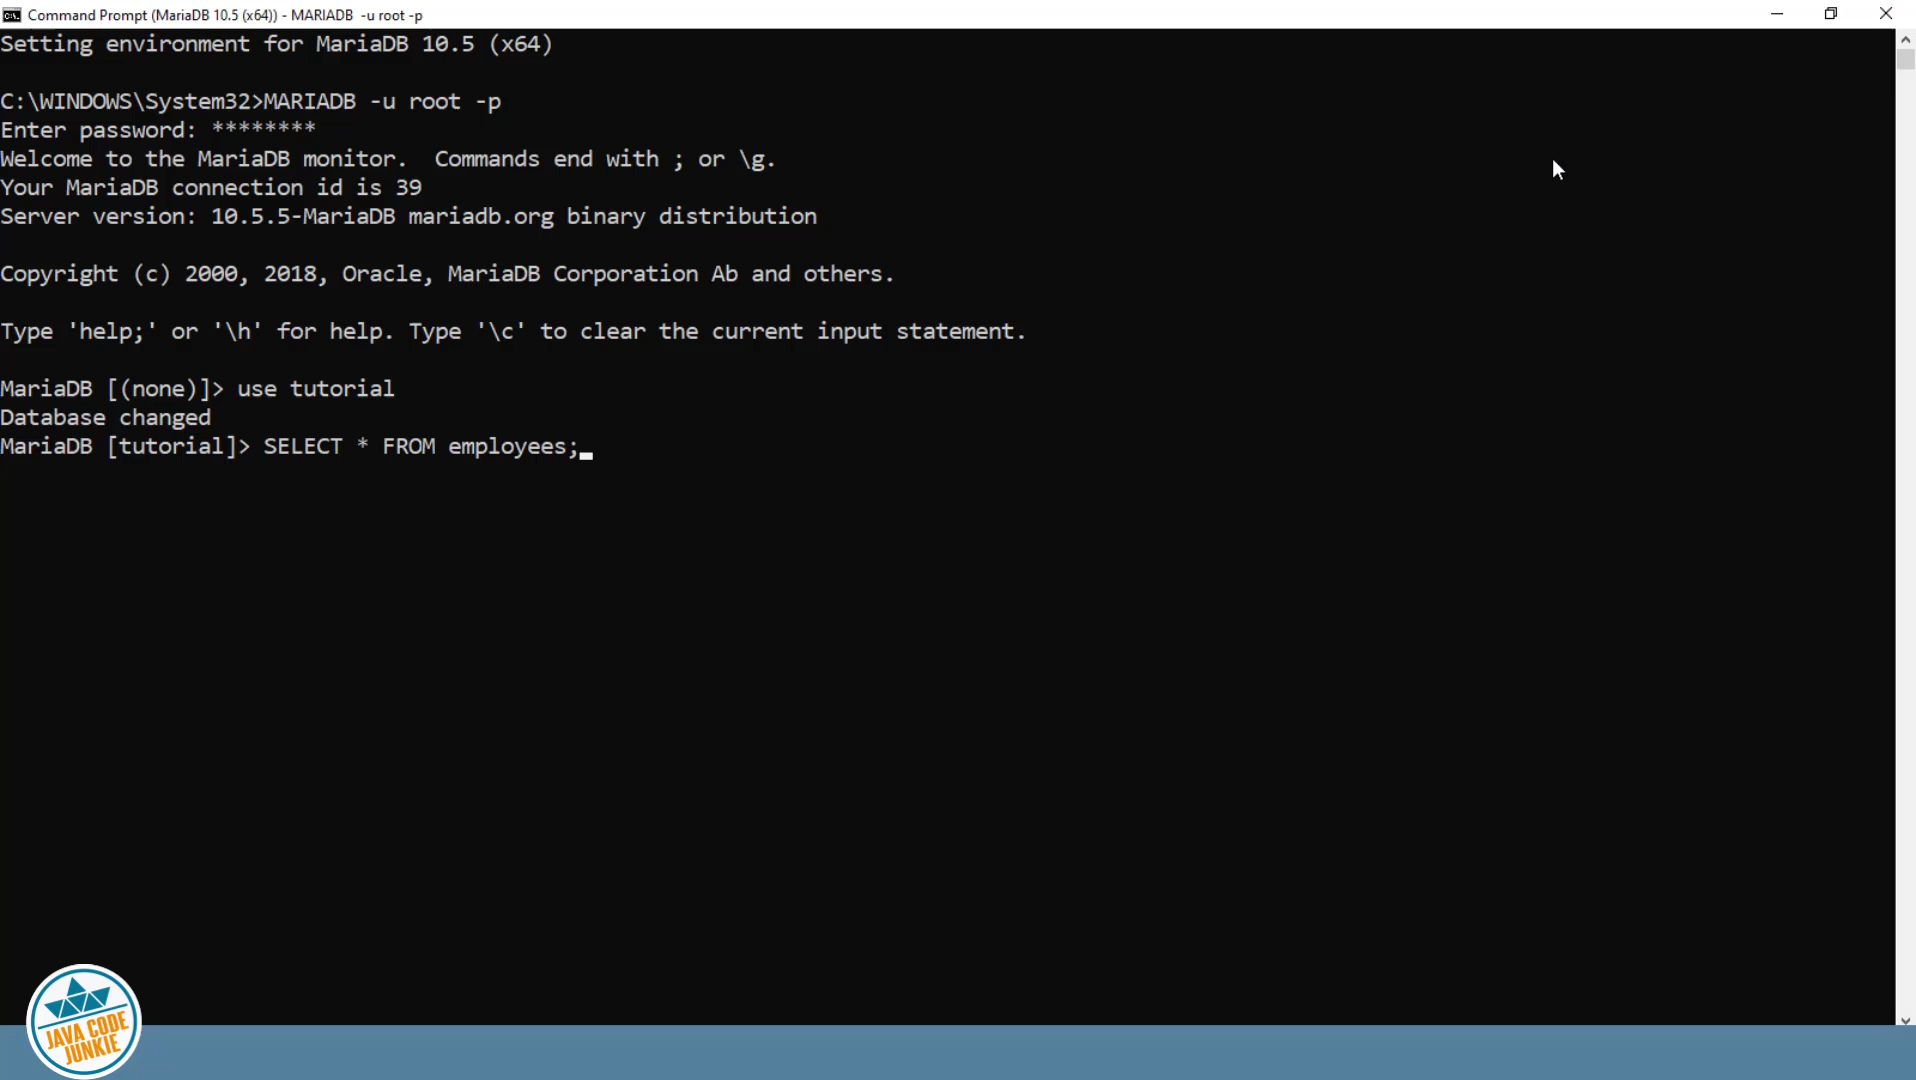 Command Prompt (MariaDB 10.5 (x64)) - MARIADB  -u root -p
Setting environment for MariaDB 10.5 (x64)
C:\WINDOWS\System32>MARIADB -u root -p
Enter password: ********
Welcome to the MariaDB monitor.  Commands end with ; or \g.
Your MariaDB connection id is 39
Server version: 10.5.5-MariaDB mariadb.org binary distribution
Copyright (c) 2000, 2018, Oracle, MariaDB Corporation Ab and others.
Type 'help;' or '\h' for help. Type '\c' to clear the current input statement.
MariaDB [(none)]> use tutorial
Database changed
MariaDB [tutorial]> SELECT * FROM employees;
JAVA CODE
JUNKIE